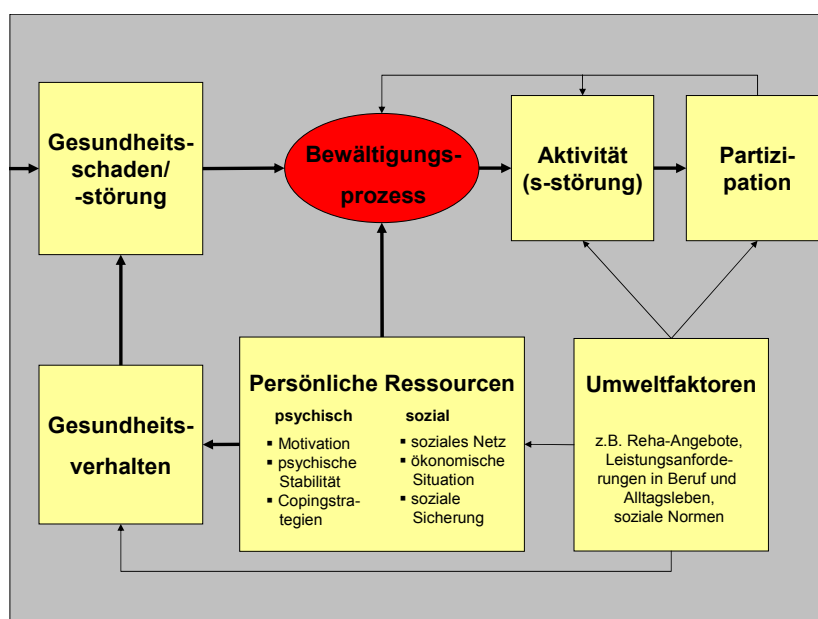 Gesundheits-
schaden/
-störung
Bewältigungs-
prozess
Aktivität
(s-störung)
Partizi-
pation
Gesundheits-
verhalten
Persönliche Ressourcen
psychisch
▪ Motivation
▪ psychische
Stabilität
▪ Copingstra-
tegien
sozial
▪ soziales Netz
▪ ökonomische
Situation
▪ soziale
Sicherung
Umweltfaktoren
z.B. Reha-Angebote,
Leistungsanforde-
rungen in Beruf und
Alltagsleben,
soziale Normen